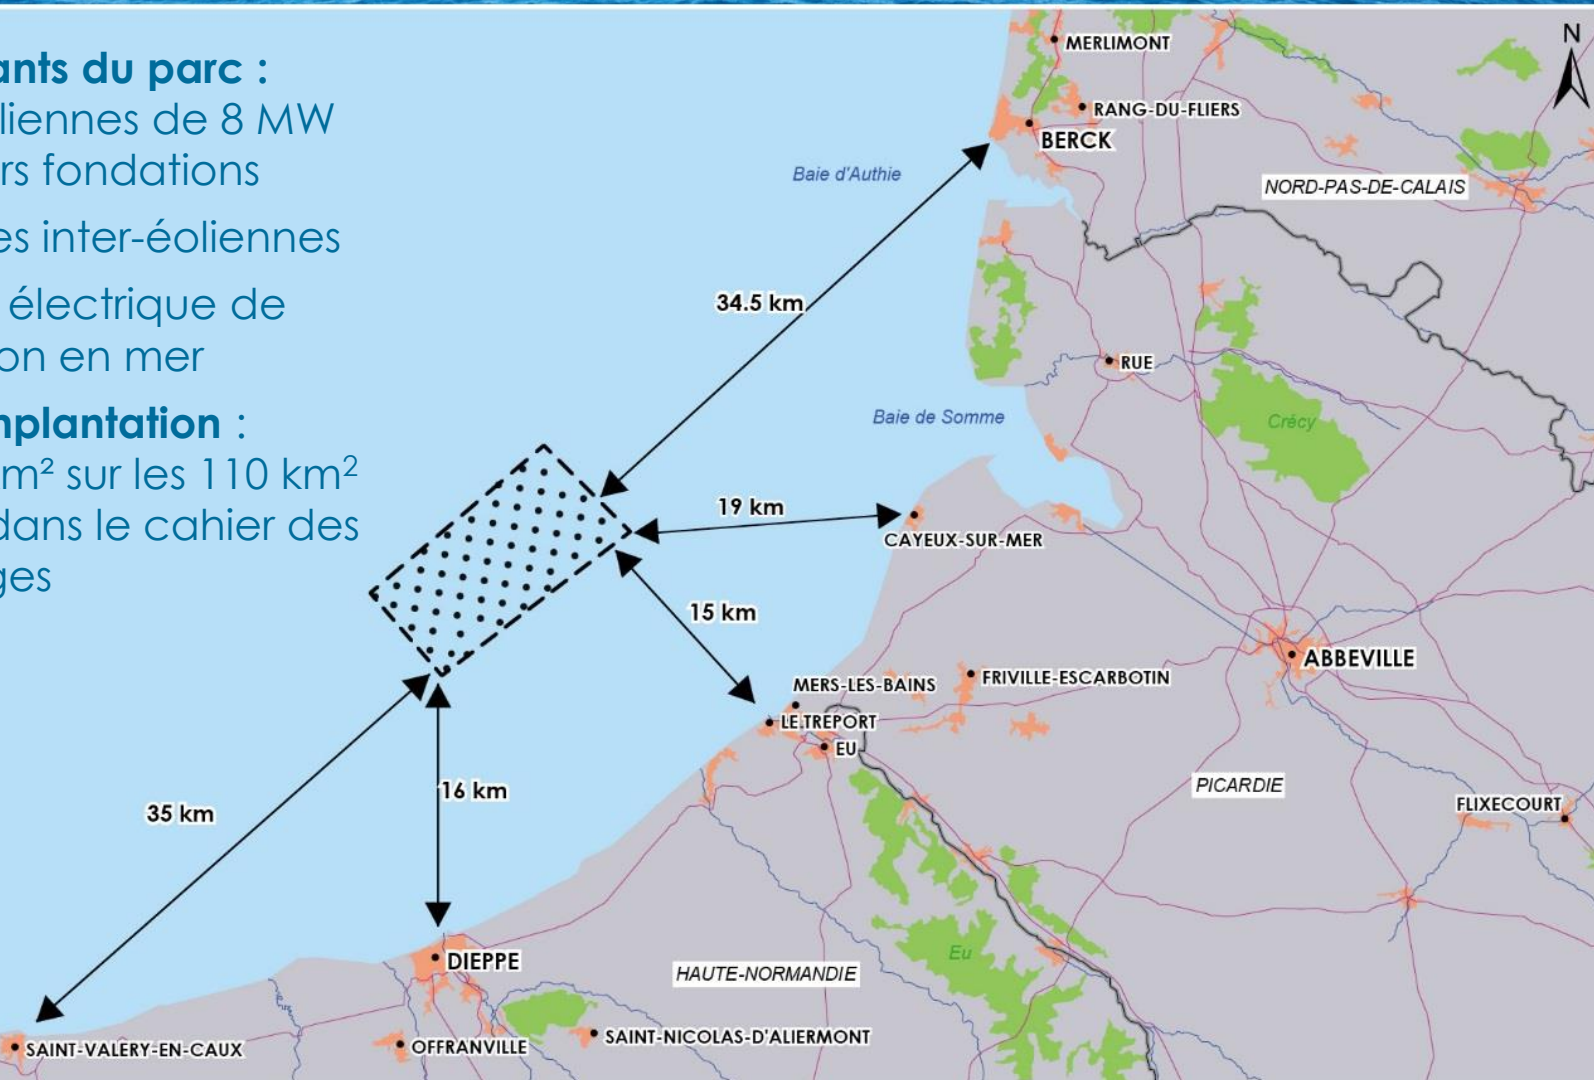 ants du parc :
liennes de 8 MW
rs fondations
es inter-éoliennes
électrique de
on en mer
nplantation :
km² sur les 110 km²
dans le cahier des
ges
N
MERLIMONT
RANG-DU-FLIERS
BERCK
Baie d'Authie
NORD-PAS-DE-CALAIS
34.5 km
RUE
Baie de Somme
Crécy
19 km
CAYEUX-SUR-MER
15 km
ABBEVILLE
MERS-LES-BAINS
FRIVILLE-ESCARBOTIN
LE TREPORT
EU
PICARDIE
16 km
35 km
FLIXECOURT
DIEPPE
HAUTE-NORMANDIE
Eu
SAINT-VALERY-EN-CAUX
OFFRANVILLE
SAINT-NICOLAS-D'ALIERMONT